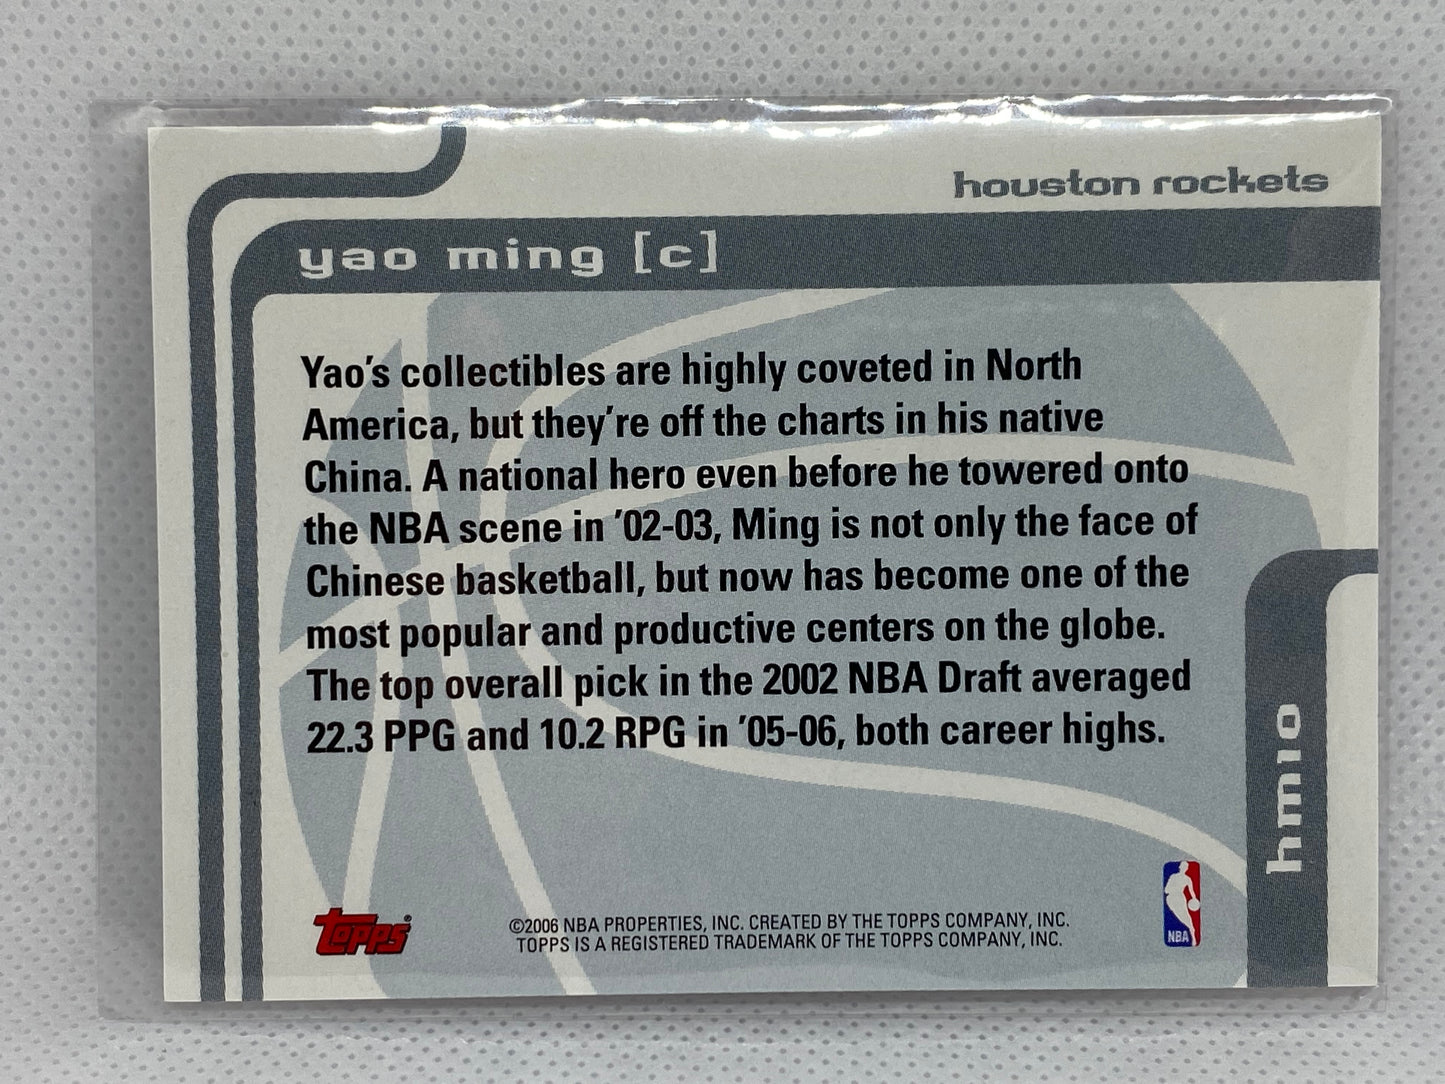 houston rockets
yao ming [c]
Yao's collectibles are highly coveted in North
America, but they're off the charts in his native
China. A national hero even before he towered onto
the NBA scene in '02-03, Ming is not only the face of
Chinese basketball, but now has become one of the
most popular and productive centers on the globe.
The top overall pick in the 2002 NBA Draft averaged
22.3 PPG and 10.2 RPG in '05-06, both career highs.
hm10
Topps®
©2006 NBA PROPERTIES, INC. CREATED BY THE TOPPS COMPANY, INC.
TOPPS IS A REGISTERED TRADEMARK OF THE TOPPS COMPANY, INC.
NBA